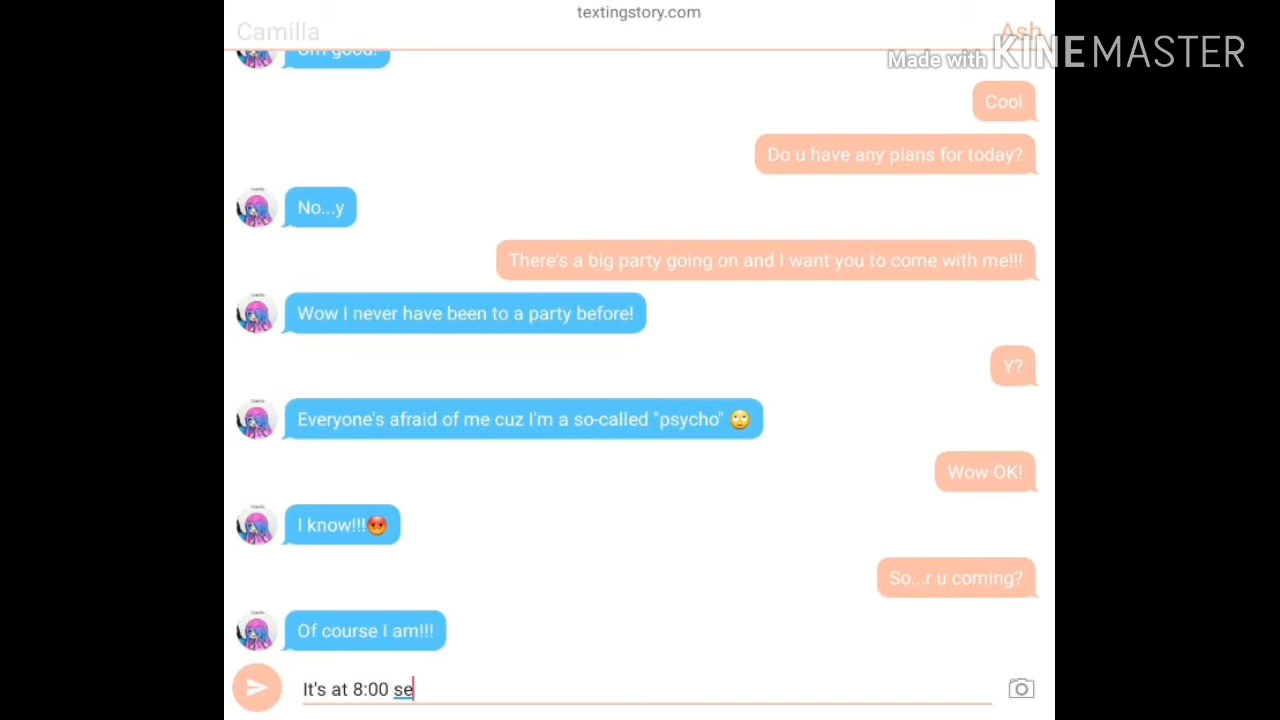 textingstory.com
Camilla
Ash
Made with KINEMASTER
I'm good!
Cool
Do u have any plans for today?
No...y
There's a big party going on and I want you to come with me!!!
Wow I never have been to a party before!
Y?
Everyone's afraid of me cuz I'm a so-called "psycho" 🙄
Wow OK!
I know!!!😡
So...r u coming?
Of course I am!!!
It's at 8:00 se